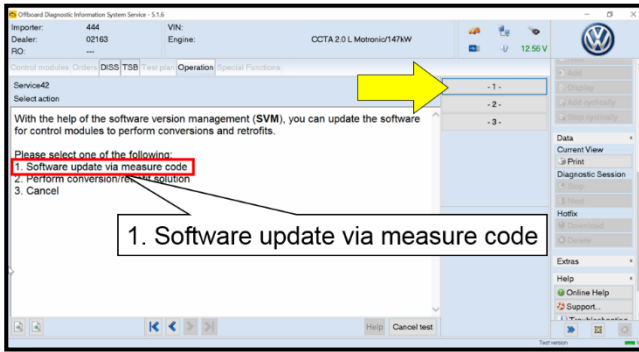 Offboard Diagnostic Information System Service - 5.1.6
Importer: 444 VIN:
Dealer: 02163 Engine: CCTA 2.0 L Motronic/147kW
RO: ---
12.56 V
Control modules Orders DISS TSB Test plan Operation Special Functions
Service42
Select action
With the help of the software version management (SVM), you can update the software
for control modules to perform conversions and retrofits.
Please select one of the following:
1. Software update via measure code
2. Perform conversion/retrofit solution
3. Cancel
1. Software update via measure code
- 1 -
- 2 -
- 3 -
Help Cancel test
Add
Display
Add cyclically
Stop cyclically
Data
Current View
Print
Diagnostic Session
Stop
Next
Hotfix
Download
Delete
Extras
Help
Online Help
Support...
Test version